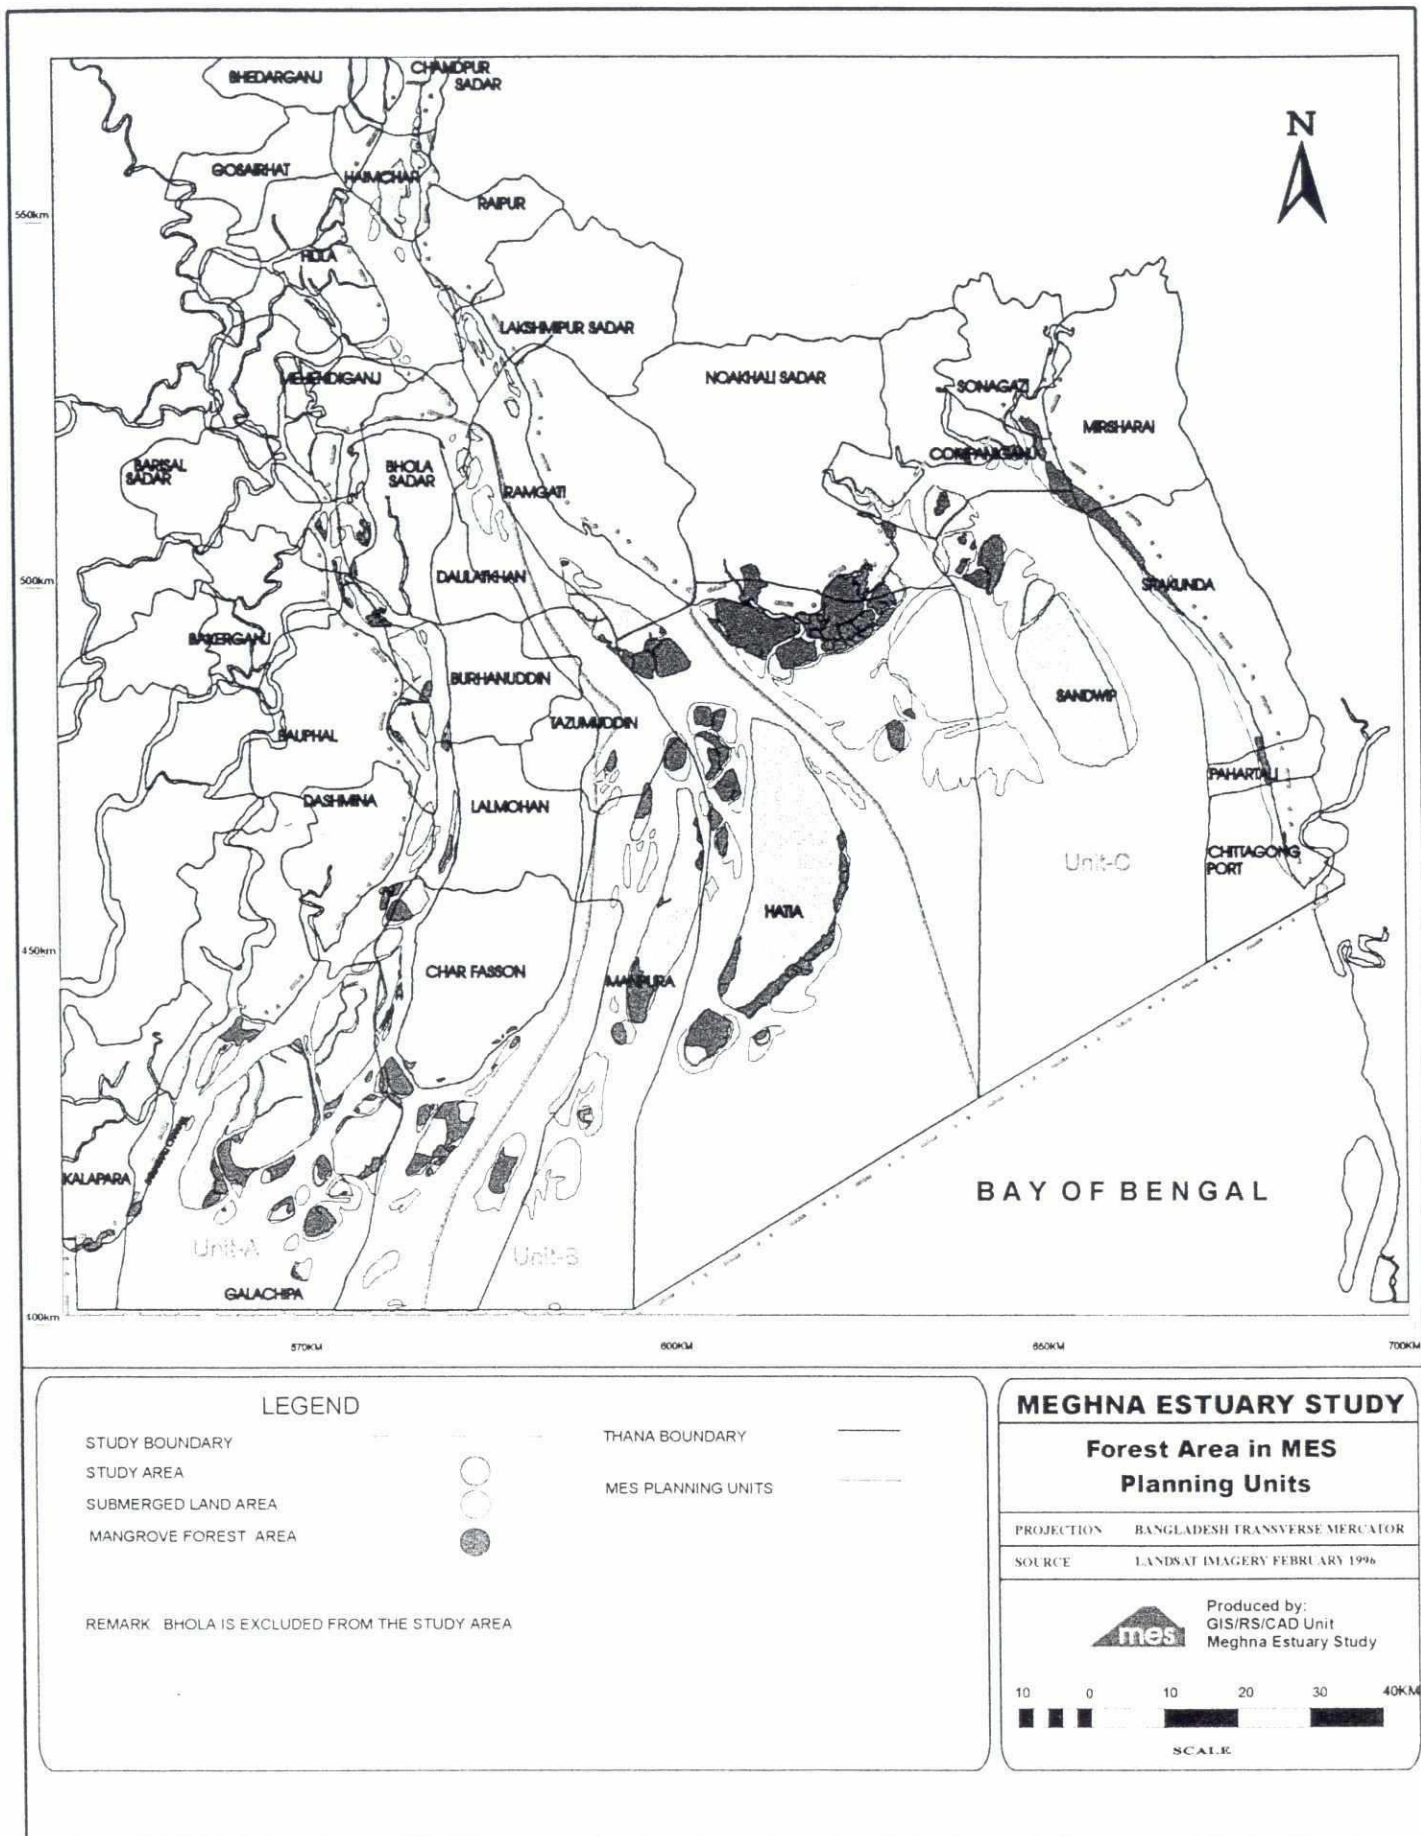 BHEDARGANJ
CHANDPUR
SADAR
N
GOSAIRHAT
HAIMCHAR
RAIPUR
550km
HIJLA
LAKSHMIPUR SADAR
MEHENDIGANJ
NOAKHALI SADAR
SONAGAZI
MIRSHARAI
COMPANIGANJ
BARISAL
SADAR
BHOLA
SADAR
RAMGATI
500km
DAULATKHAN
SITAKUNDA
BAKERGANJ
BURHANUDDIN
SANDWIP
TAZUMUDDIN
BAUPHAL
PAHARTALI
DASHMINA
LALMOHAN
Unit-C
CHITTAGONG
PORT
HATIA
450km
CHAR FASSON
MANPURA
KALAPARA
BAY OF BENGAL
Unit-A
Unit-B
GALACHIPA
400km
570KM
600KM
650KM
700KM
LEGEND
STUDY BOUNDARY
STUDY AREA
SUBMERGED LAND AREA
MANGROVE FOREST AREA
THANA BOUNDARY
MES PLANNING UNITS
REMARK BHOLA IS EXCLUDED FROM THE STUDY AREA
MEGHNA ESTUARY STUDY
Forest Area in MES
Planning Units
PROJECTION BANGLADESH TRANSVERSE MERCATOR
SOURCE LANDSAT IMAGERY FEBRUARY 1996
mes
Produced by:
GIS/RS/CAD Unit
Meghna Estuary Study
10 0 10 20 30 40KM
SCALE